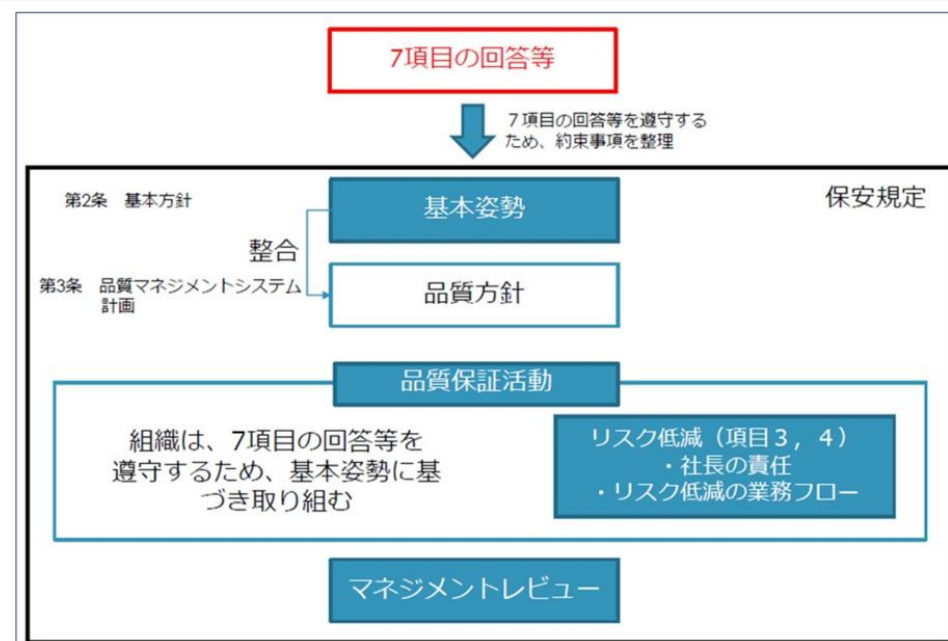 7項目の回答等
７項目の回答等を遵守する
ため、約束事項を整理
第2条　基本方針
基本姿勢
保安規定
整合
第3条　品質マネジメントシステム
計画
品質方針
品質保証活動
組織は、7項目の回答等を
遵守するため、基本姿勢に基
づき取り組む
リスク低減（項目３，４）
・社長の責任
・リスク低減の業務フロー
マネジメントレビュー